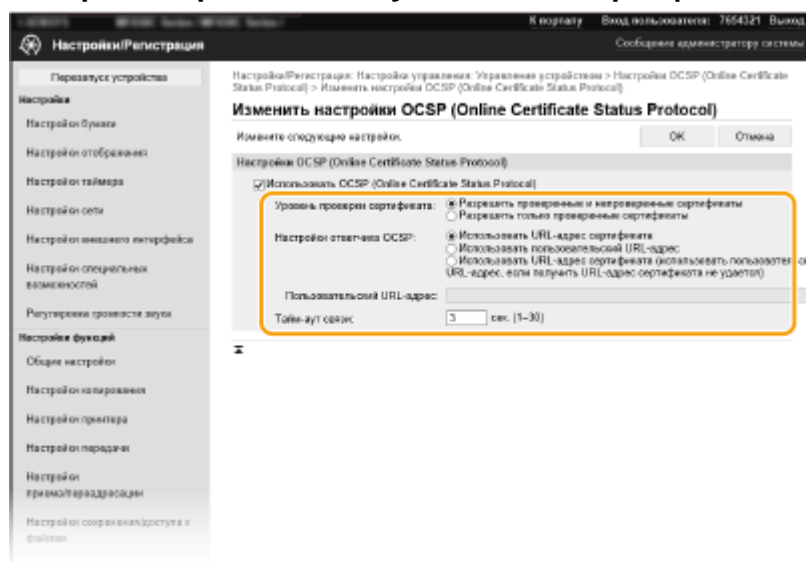 К порталу Вход пользователя: 7654321 Выход
Настройки/Регистрация
Сообщение администратору системы
Перезапуск устройства
Настройки
Настройки бумаги
Настройки отображения
Настройки таймера
Настройки сети
Настройки внешнего интерфейса
Настройки специальных
возможностей
Регулировка громкости звука
Настройки функций
Общие настройки
Настройки копирования
Настройки принтера
Настройки передачи
Настройки
приема/переадресации
Настройки сохранения/доступа к
файлам
Настройки/Регистрация: Настройки управления: Управление устройством > Настройки OCSP (Online Certificate
Status Protocol) > Изменить настройки OCSP (Online Certificate Status Protocol)
Изменить настройки OCSP (Online Certificate Status Protocol)
Измените следующие настройки.
OK Отмена
Настройки OCSP (Online Certificate Status Protocol)
Использовать OCSP (Online Certificate Status Protocol)
Уровень проверки сертификата: Разрешить проверенные и непроверенные сертификаты
Разрешить только проверенные сертификаты
Настройки ответчика OCSP: Использовать URL-адрес сертификата
Использовать пользовательский URL-адрес
Использовать URL-адрес сертификата (использовать
URL-адрес, если получить URL-адрес сертификата не удается)
Пользовательский URL-адрес:
Тайм-аут связи: 3 сек. (1–30)